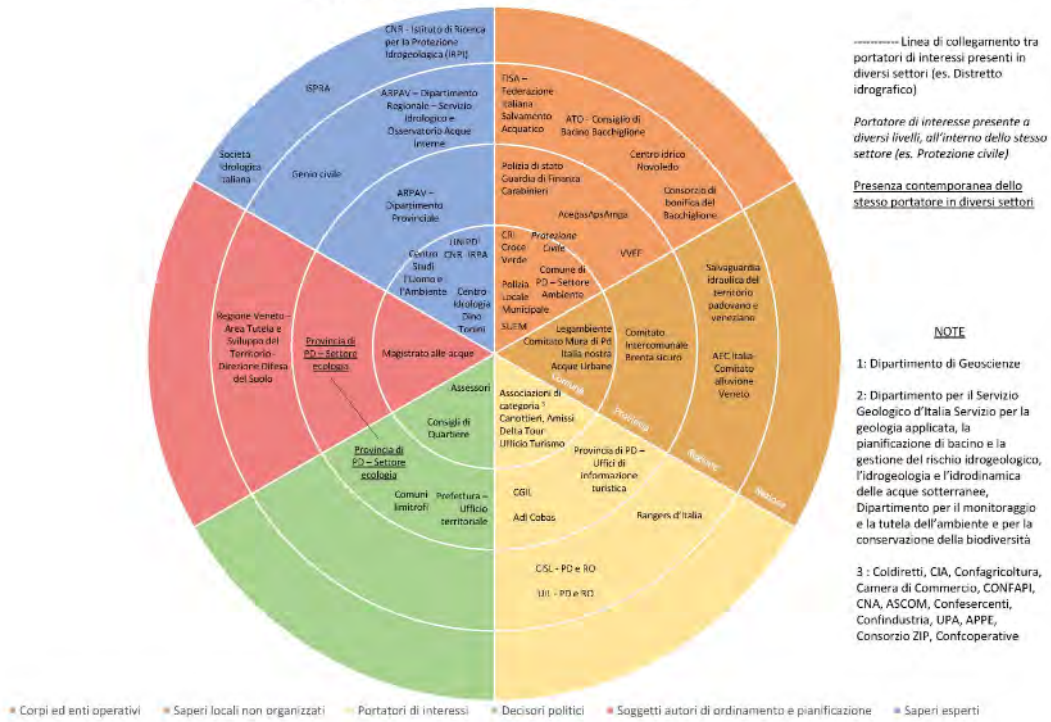 CNR - Istituto di Ricerca
per la Protezione
Idrogeologica (IRPI)
ISPRA
ARPAV – Dipartimento
Regionale – Servizio
Idrologico e
Osservatorio Acque
Interne
Società
Idrologica
Italiana
Genio civile
ARPAV –
Dipartimento
Provinciale
UNIPD
CNR IRPA
Centro
Studi
l'Uomo e
l'Ambiente
Centro
Idrologia
Dino
Tonini
FISA –
Federazione
Italiana
Salvamento
Acquatico
ATO - Consiglio di
Bacino Bacchiglione
Centro idrico
Novoledo
Consorzio di
bonifica del
Bacchiglione
Polizia di stato
Guardia di Finanza
Carabinieri
AcegasApsAmga
VVFF
CRI
Croce
Verde
Protezione
Civile
Comune di
PD – Settore
Ambiente
Polizia
Locale
Municipale
SUEM
Salvaguardia
idraulica del
territorio
padovano e
veneziano
AEC Italia-
Comitato
alluvione
Veneto
Comitato
Intercomunale
Brenta sicuro
Legambiente
Comitato Mura di Pd
Italia nostra
Acque Urbane
Comune
Provincia
Regione
Nazione
Regione Veneto -
Area Tutela e
Sviluppo del
Territorio -
Direzione Difesa
del Suolo
Provincia di
PD – Settore
ecologia
Magistrato alle acque
Assessori
Consigli di
Quartiere
Provincia di
PD – Settore
ecologia
Comuni
limitrofi
Prefettura –
Ufficio
territoriale
Associazioni di
categoria 3
Canottieri, Amissi
Delta Tour
Ufficio Turismo
Provincia di PD –
Uffici di
informazione
turistica
CGIL
Adl Cobas
Rangers d'Italia
CISL - PD e RO
UIL - PD e RO
---------- Linea di collegamento tra
portatori di interessi presenti in
diversi settori (es. Distretto
idrografico)
Portatore di interesse presente a
diversi livelli, all'interno dello stesso
settore (es. Protezione civile)
Presenza contemporanea dello
stesso portatore in diversi settori
NOTE
1: Dipartimento di Geoscienze
2: Dipartimento per il Servizio
Geologico d'Italia Servizio per la
geologia applicata, la
pianificazione di bacino e la
gestione del rischio idrogeologico,
l'idrogeologia e l'idrodinamica
delle acque sotterranee,
Dipartimento per il monitoraggio
e la tutela dell'ambiente e per la
conservazione della biodiversità
3 : Coldiretti, CIA, Confagricoltura,
Camera di Commercio, CONFAPI,
CNA, ASCOM, Confesercenti,
Confindustria, UPA, APPE,
Consorzio ZIP, Confcoperative
Corpi ed enti operativi
Saperi locali non organizzati
Portatori di interessi
Decisori politici
Soggetti autori di ordinamento e pianificazione
Saperi esperti